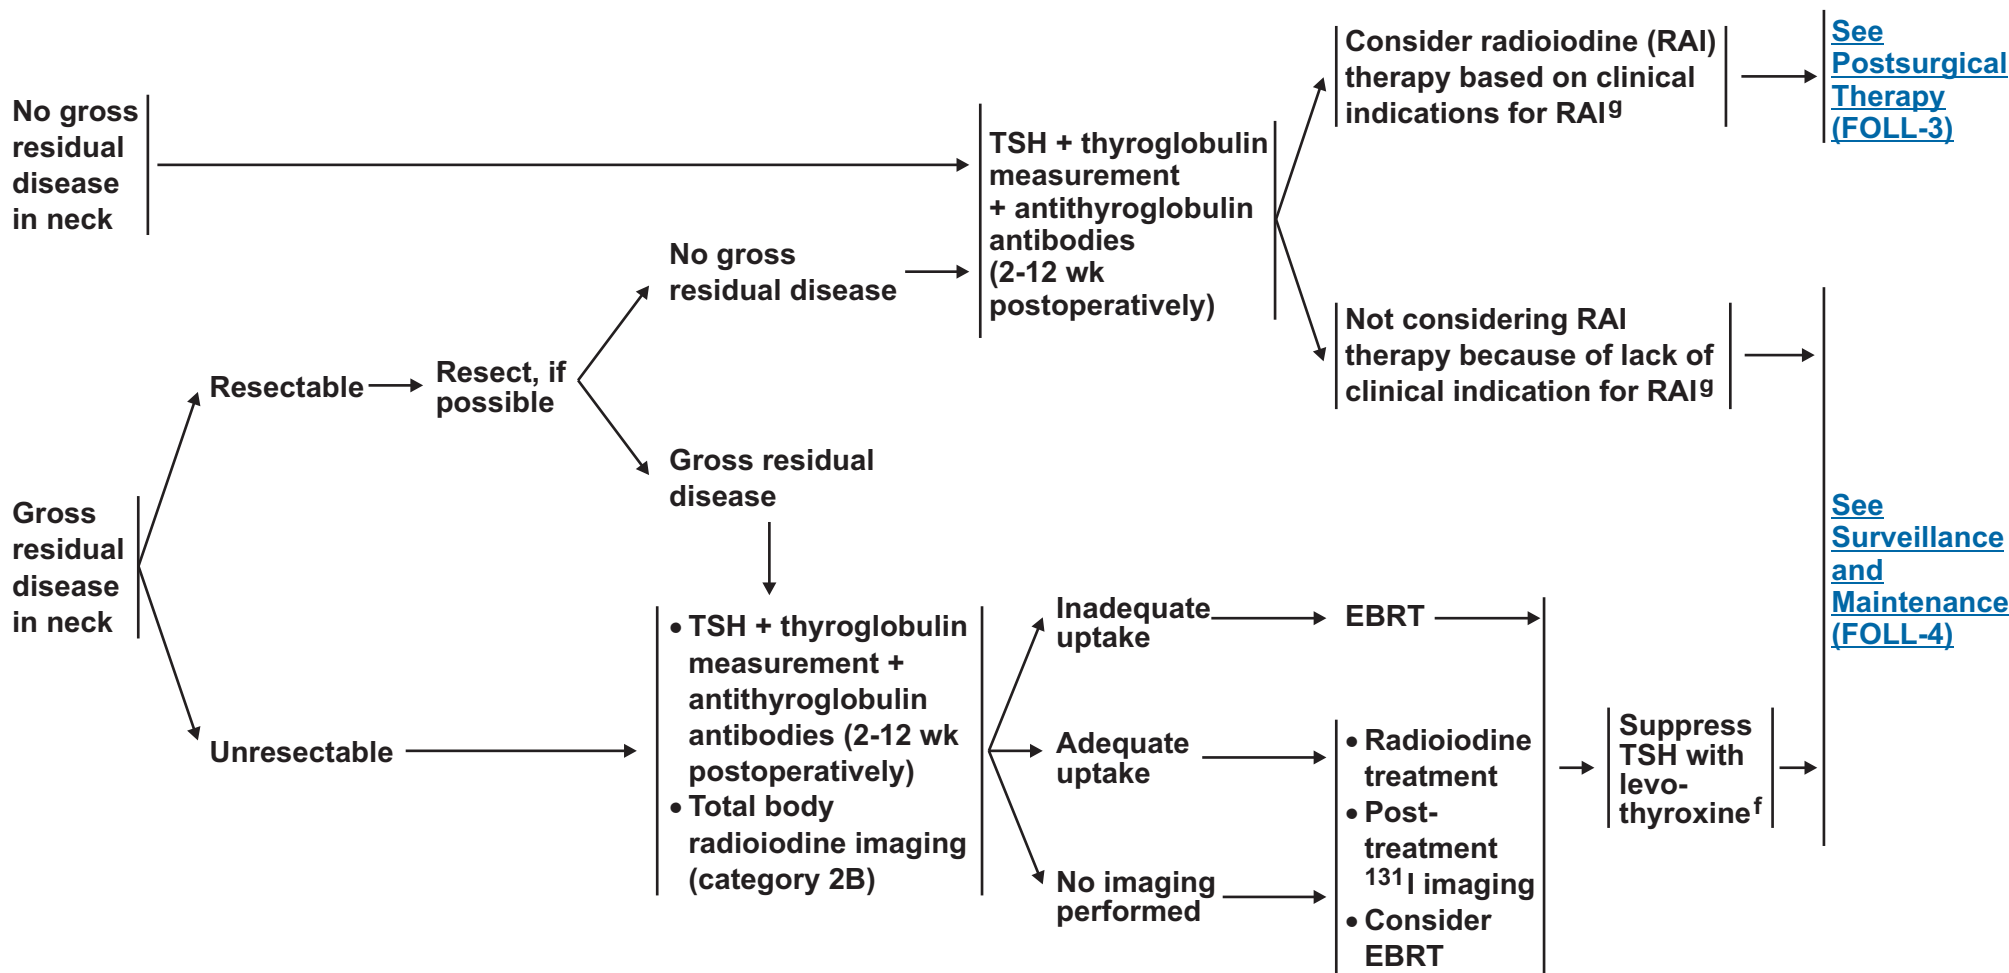 No gross
residual
disease
in neck
TSH + thyroglobulin
measurement
+ antithyroglobulin
antibodies
(2-12 wk
postoperatively)
Consider radioiodine (RAI)
therapy based on clinical
indications for RAIg
See
Postsurgical
Therapy
(FOLL-3)
Not considering RAI
therapy because of lack of
clinical indication for RAIg
Gross
residual
disease
in neck
Resectable
Resect, if
possible
No gross
residual disease
Gross residual
disease
Unresectable
• TSH + thyroglobulin
measurement +
antithyroglobulin
antibodies (2-12 wk
postoperatively)
• Total body
radioiodine imaging
(category 2B)
Inadequate
uptake
EBRT
Adequate
uptake
No imaging
performed
• Radioiodine
treatment
• Post-
treatment
131I imaging
• Consider
EBRT
Suppress
TSH with
levo-
thyroxinef
See
Surveillance
and
Maintenance
(FOLL-4)